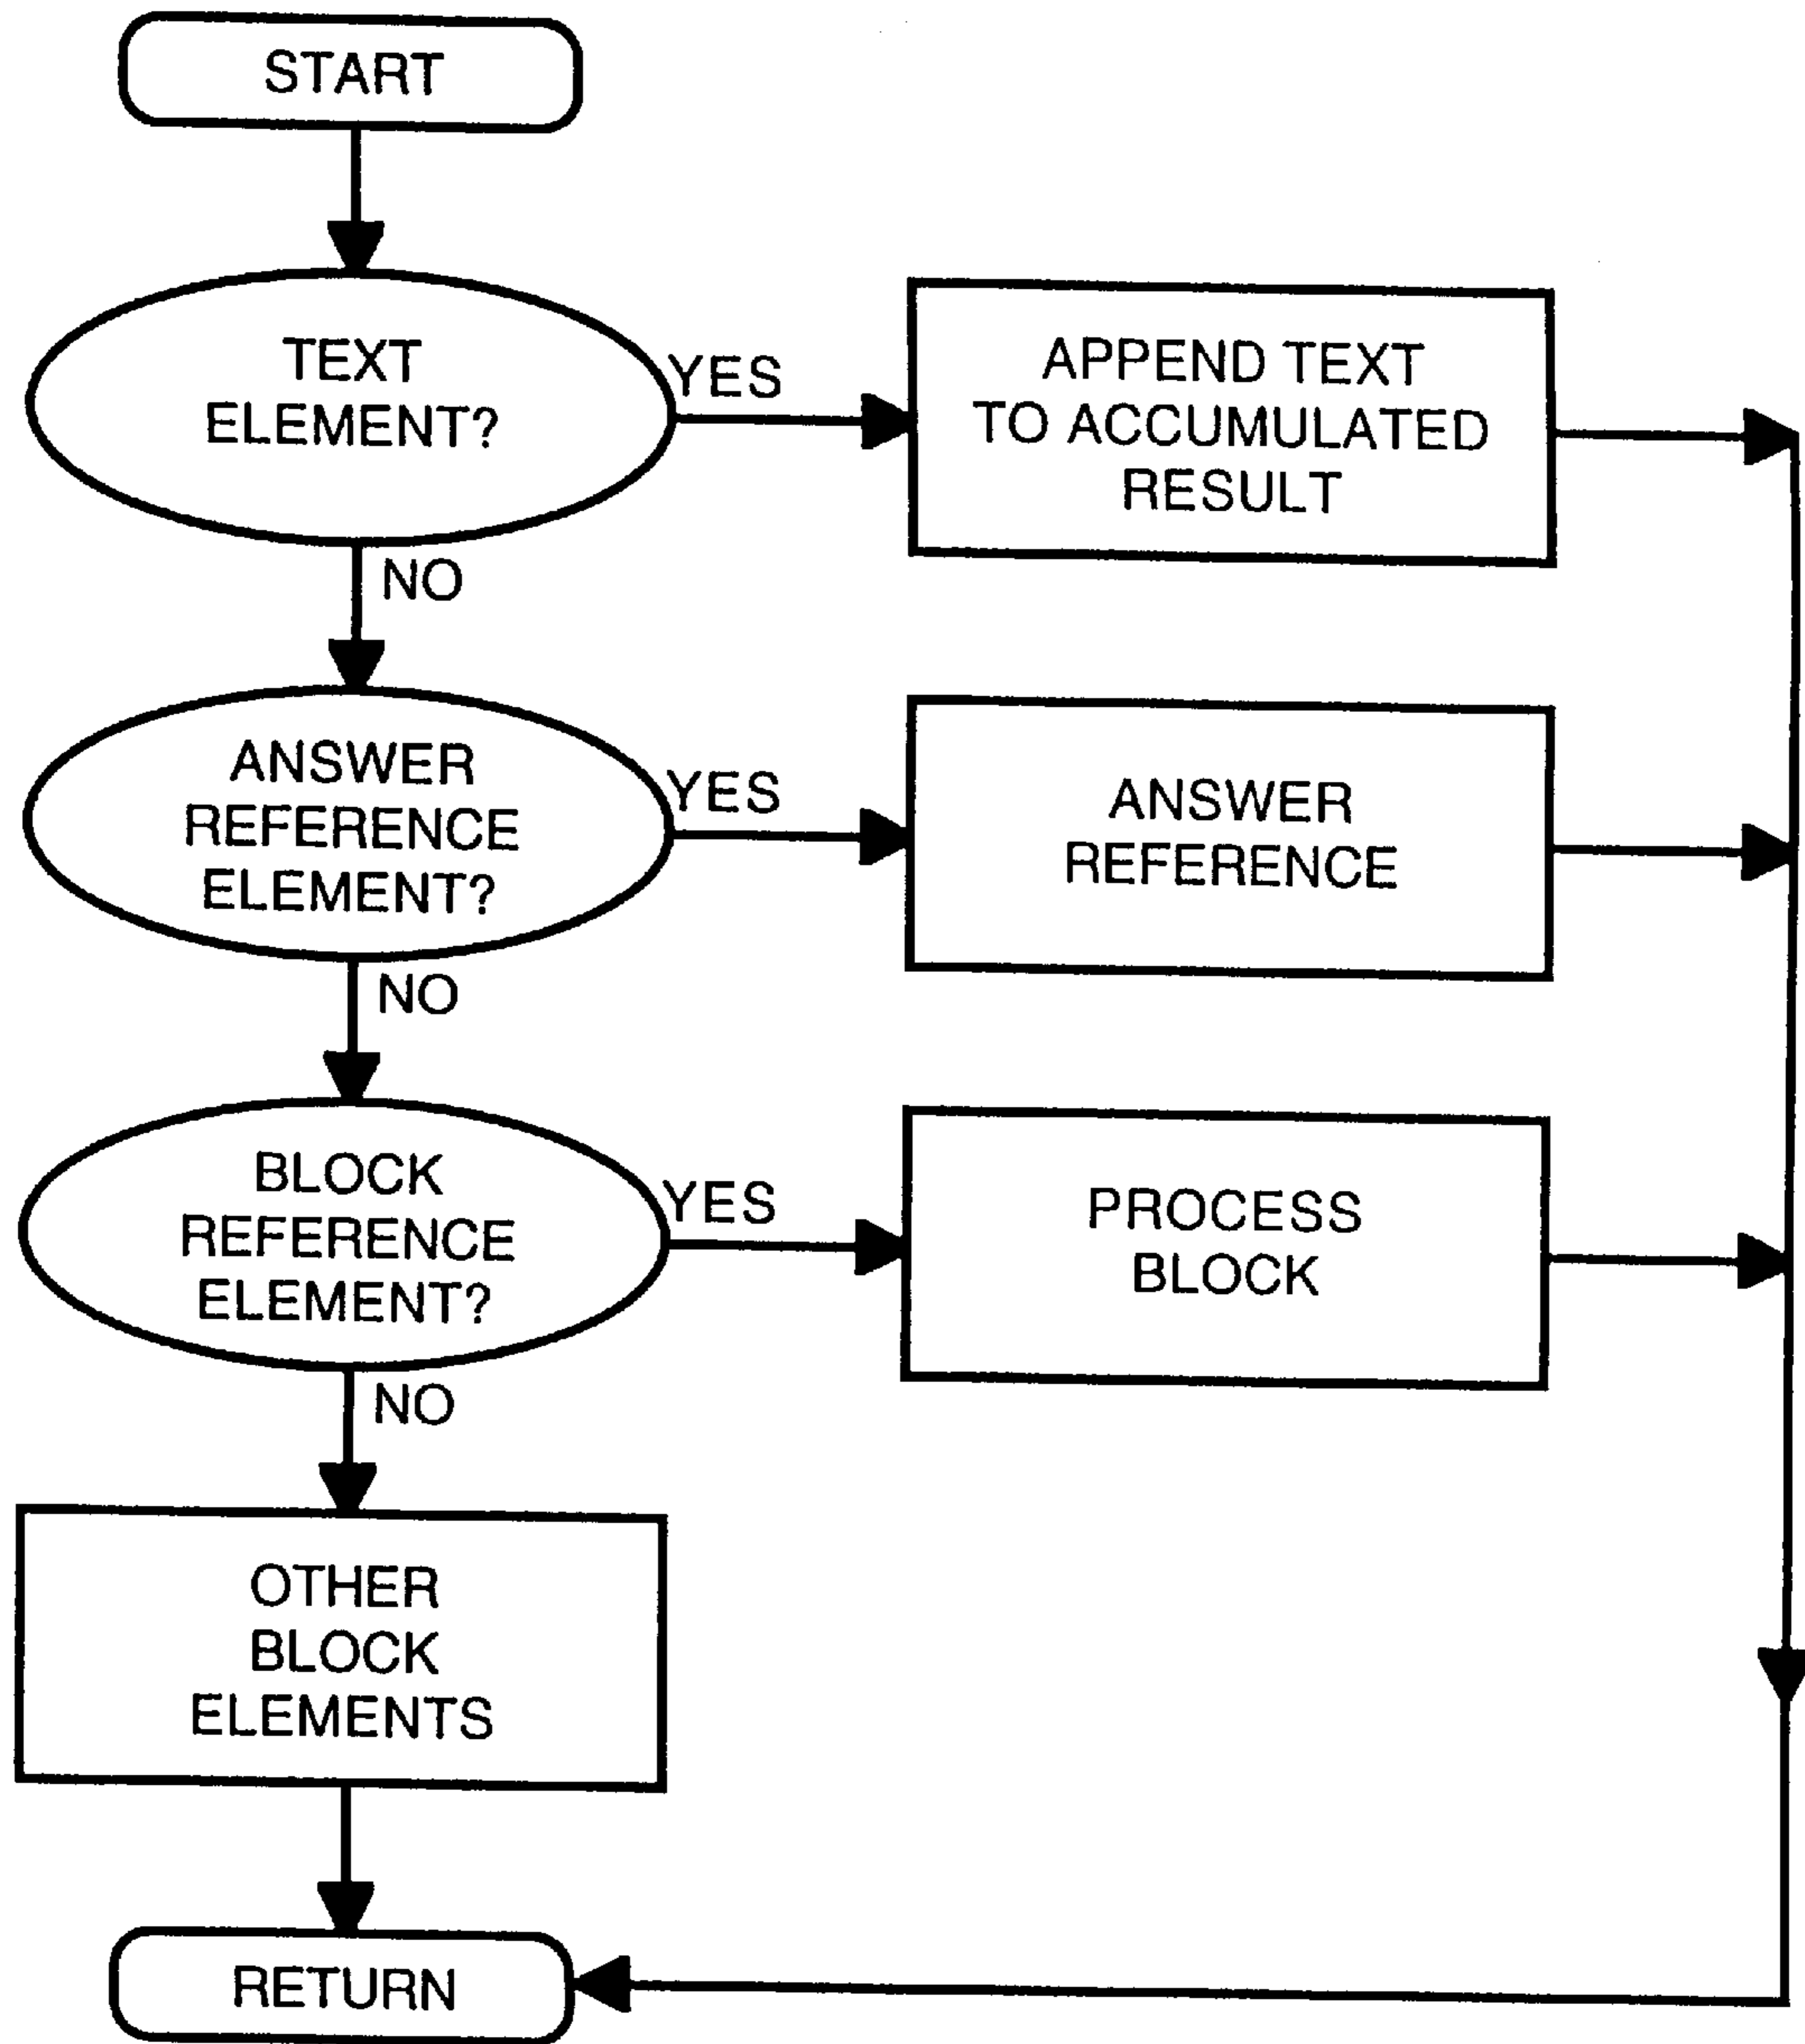 START
TEXT
ELEMENT?
YES
APPEND TEXT
TO ACCUMULATED
RESULT
NO
ANSWER
REFERENCE
ELEMENT?
YES
ANSWER
REFERENCE
NO
BLOCK
REFERENCE
ELEMENT?
YES
PROCESS
BLOCK
NO
OTHER
BLOCK
ELEMENTS
RETURN